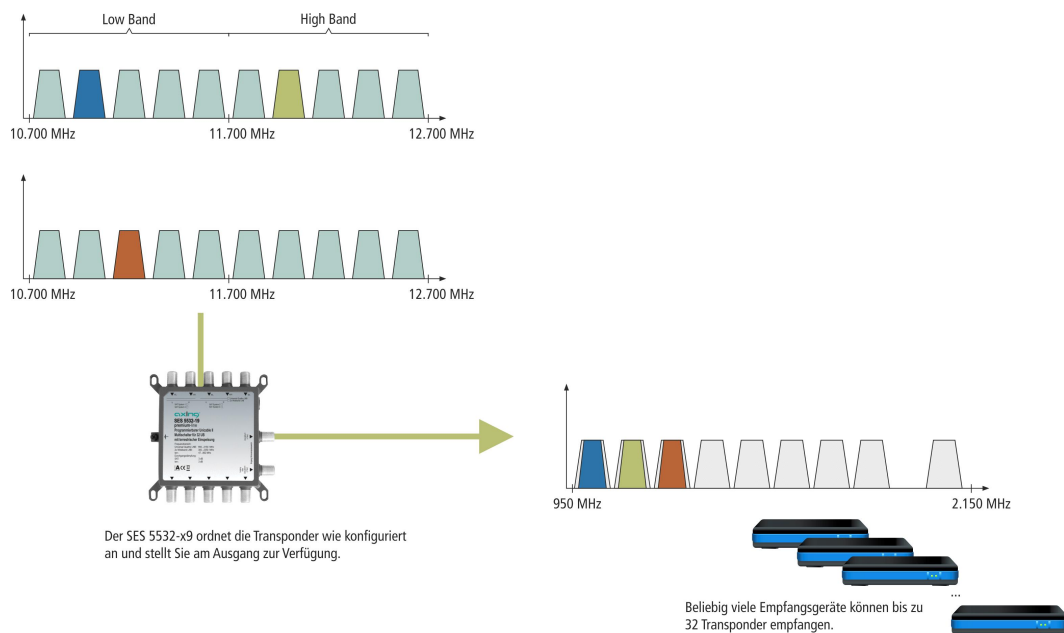 Low Band High Band
10.700 MHz 11.700 MHz 12.700 MHz
10.700 MHz 11.700 MHz 12.700 MHz
axing
SES 5532-19
Der SES 5532-x9 ordnet die Transponder wie konfiguriert
an und stellt Sie am Ausgang zur Verfügung.
950 MHz 2.150 MHz
...
Beliebig viele Empfangsgeräte können bis zu
32 Transponder empfangen.